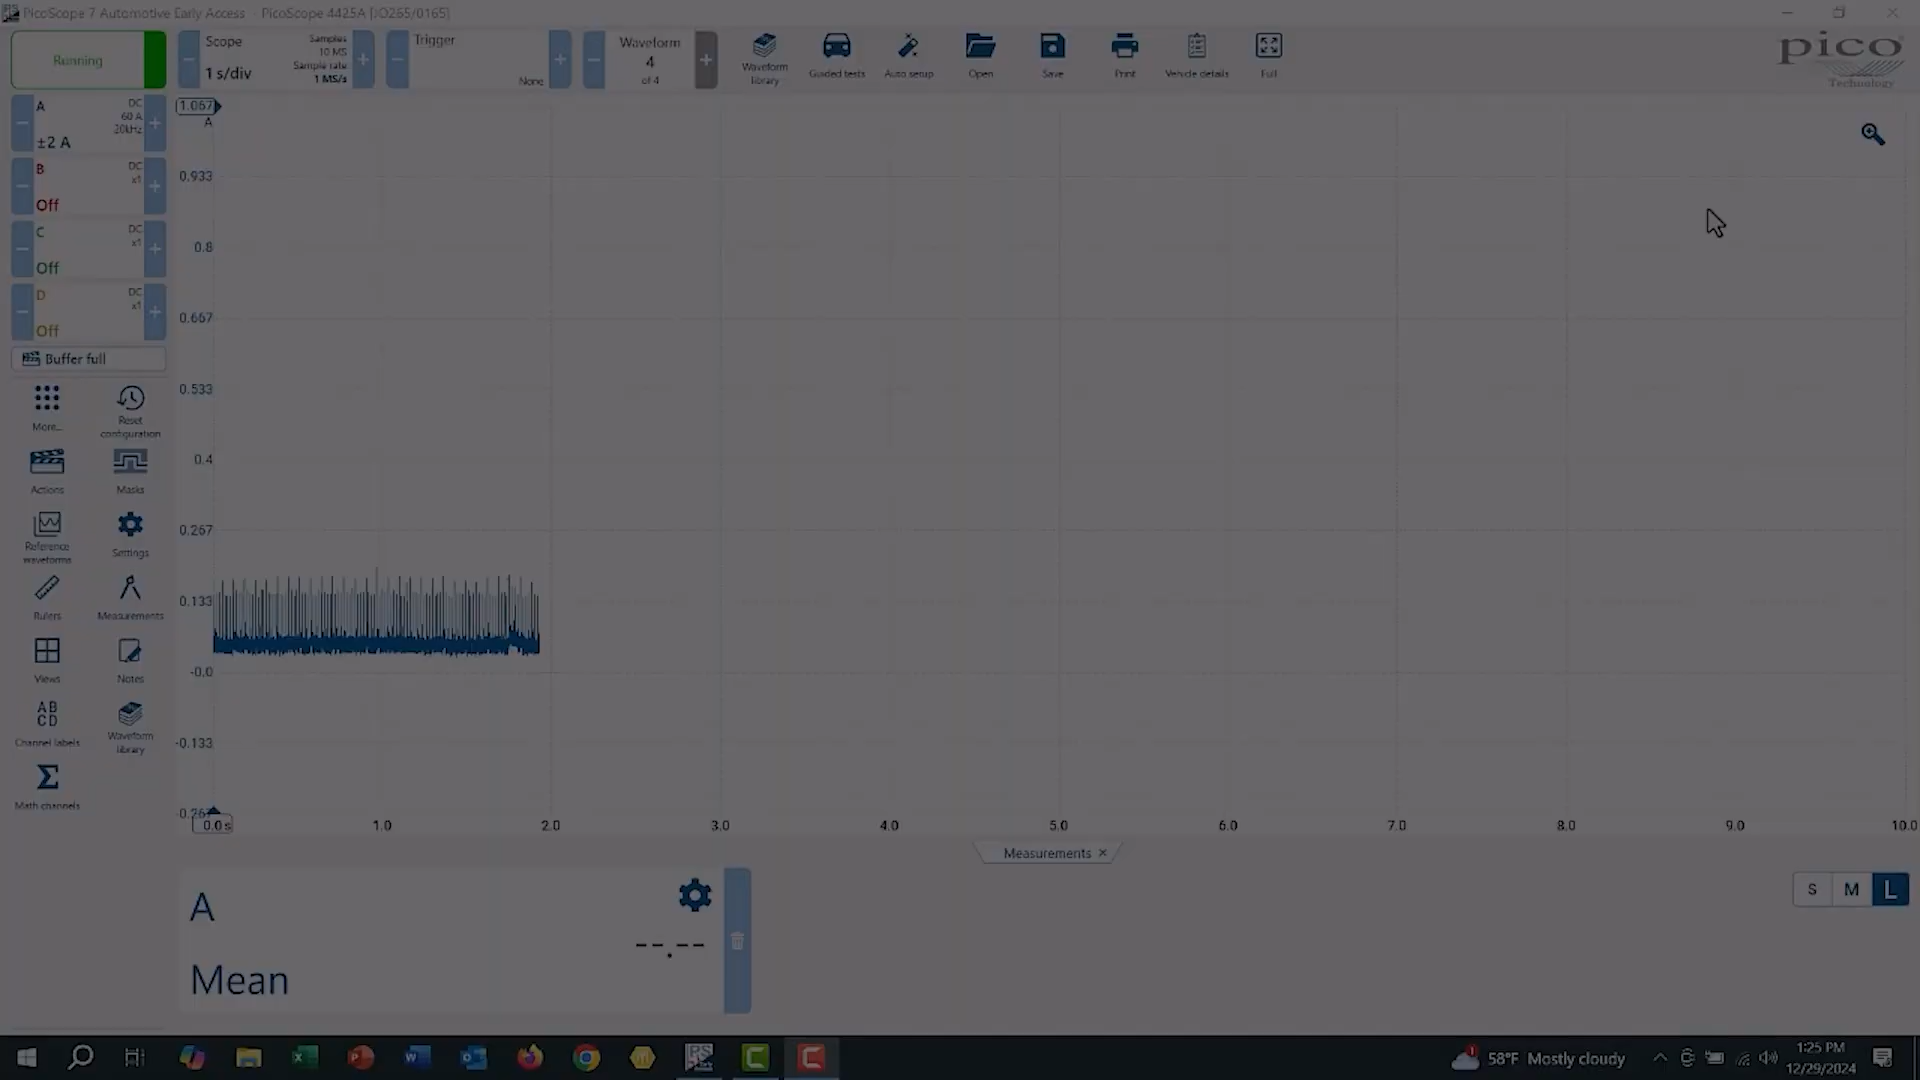 PicoScope 7 Automotive Early Access - PicoScope 4425A [JO265/0165]
Running
Scope
1 s/div
Samples
10 MS
Sample rate
1 MS/s
Trigger
None
Waveform
4
of 4
Waveform library
Guided tests
Auto setup
Open
Save
Print
Vehicle details
Full
pico
Technology
A
DC
60 A
20kHz
±2 A
B
DC
x1
Off
C
DC
x1
Off
D
DC
x1
Off
Buffer full
More...
Reset configuration
Actions
Masks
Reference waveforms
Settings
Rulers
Measurements
Views
Notes
AB
CD
Channel labels
Waveform library
Math channels
1.067
A
0.933
0.8
0.667
0.533
0.4
0.267
0.133
-0.0
-0.133
-0.267
0.0 s
1.0
2.0
3.0
4.0
5.0
6.0
7.0
8.0
9.0
10.0
Measurements
S M L
A
--.--
Mean
58°F Mostly cloudy
1:25 PM
12/29/2024